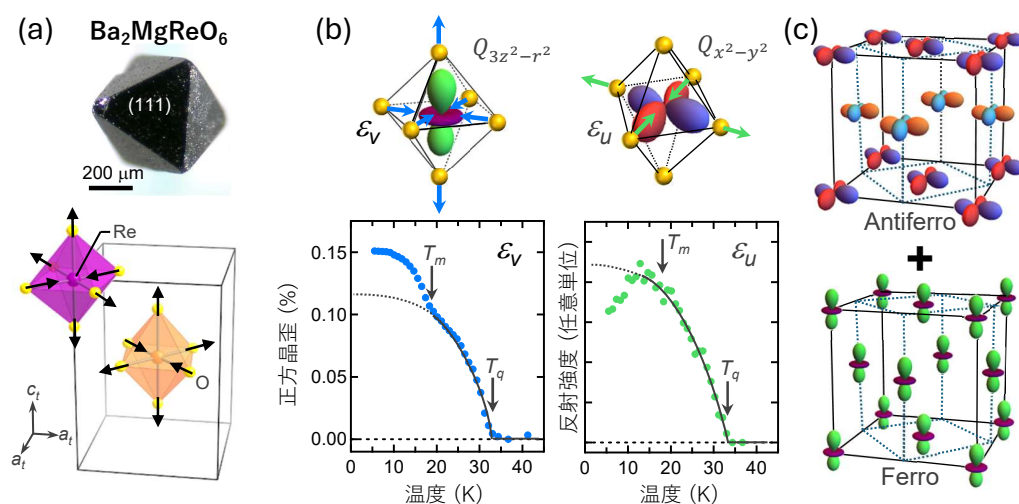 (a)
Ba₂MgReO₆
(111)
200 μm
Re
O
cₜ
aₜ
aₜ
(b)
Q₃z²₋r²
εᵥ
Qx²₋y²
εᵤ
正方晶歪 (%)
0.15
0.10
0.05
0.00
Tₘ
εᵥ
T_q
0 10 20 30 40
温度 (K)
反射強度 (任意単位)
Tₘ
εᵤ
T_q
0 10 20 30 40
温度 (K)
(c)
Antiferro
+
Ferro